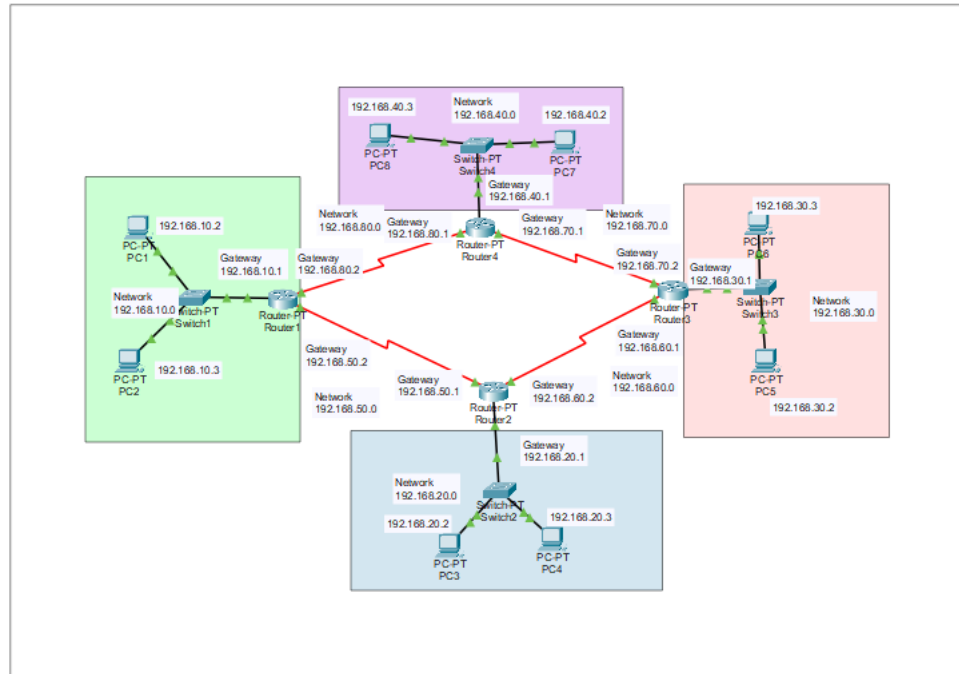 192.168.40.3
Network
192.168.40.0
192.168.40.2
PC-PT
PC8
Switch-PT
Switch4
PC-PT
PC7
Gateway
192.168.40.1
Network
192.168.80.0
Gateway
192.168.80.1
Gateway
192.168.70.1
Network
192.168.70.0
Router-PT
Router4
192.168.10.2
PC-PT
PC1
Gateway
192.168.10.1
Gateway
192.168.80.2
Network
192.168.10.0
witch-PT
Switch1
Router-PT
Router1
PC-PT
PC2
192.168.10.3
192.168.30.3
PC-PT
Gateway
192.168.70.2
Gateway
192.168.30.1
Router-PT
Router3
Switch-PT
Switch3
Network
192.168.30.0
PC-PT
PC5
192.168.30.2
Gateway
192.168.50.2
Gateway
192.168.60.1
Network
192.168.50.0
Gateway
192.168.50.1
Gateway
192.168.60.2
Network
192.168.60.0
Router-PT
Router2
Gateway
192.168.20.1
Network
192.168.20.0
Switch-PT
Switch2
192.168.20.2
192.168.20.3
PC-PT
PC3
PC-PT
PC4